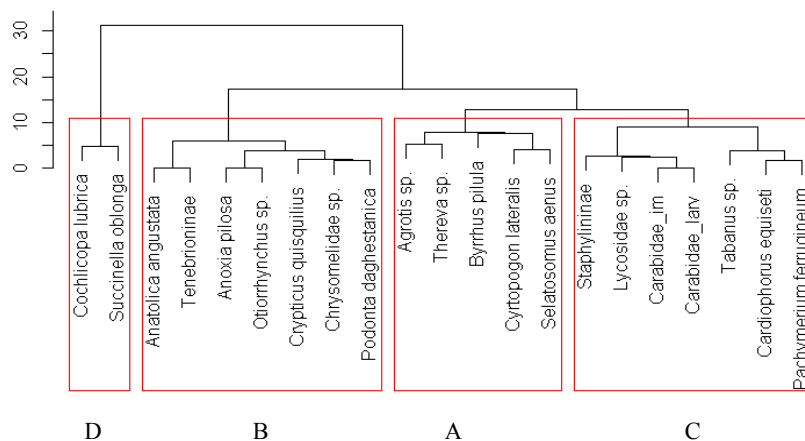 30
20
10
0
Cochlicopa lubrica
Succinella oblonga
Anatolica angustata
Tenebrioninae
Anoxia pilosa
Otiorrhynchus sp.
Crypticus quisquilius
Chrysomelidae sp.
Podonta daghestanica
Agrotis sp.
Thereva sp.
Byrrhus pilula
Cyrtopogon lateralis
Selatosomus aenus
Staphylininae
Lycosidae sp.
Carabidae_im
Carabidae_larv
Tabanus sp.
Cardiophorus equiseti
Pachymerium ferrugineum
D
B
A
C